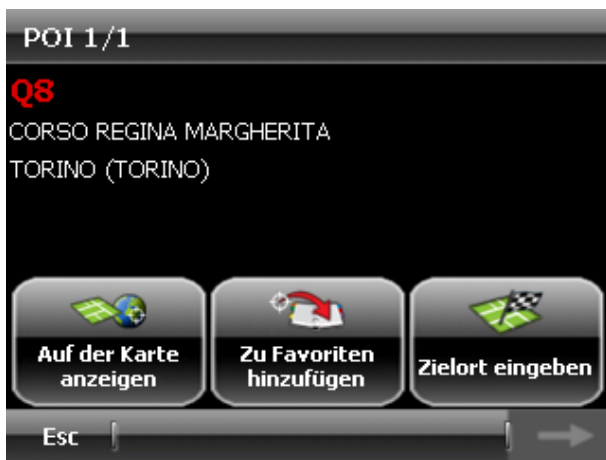 POI 1/1
Q8
CORSO REGINA MARGHERITA
TORINO (TORINO)
Auf der Karte
anzeigen
Zu Favoriten
hinzufügen
Zielort eingeben
Esc